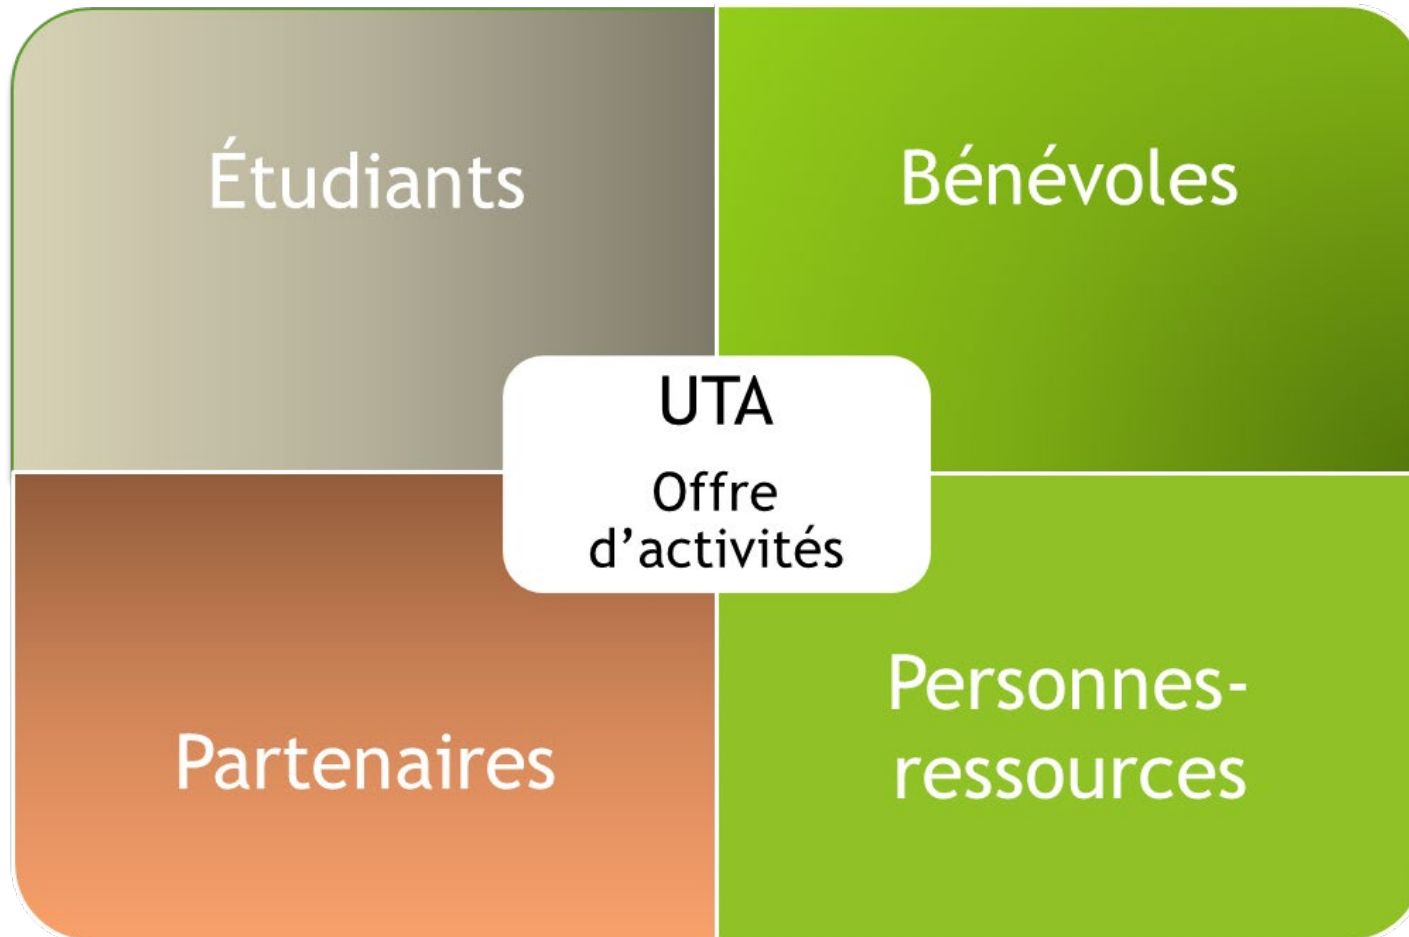 Étudiants
Bénévoles
UTA
Offre
d’activités
Partenaires
Personnes-
ressources